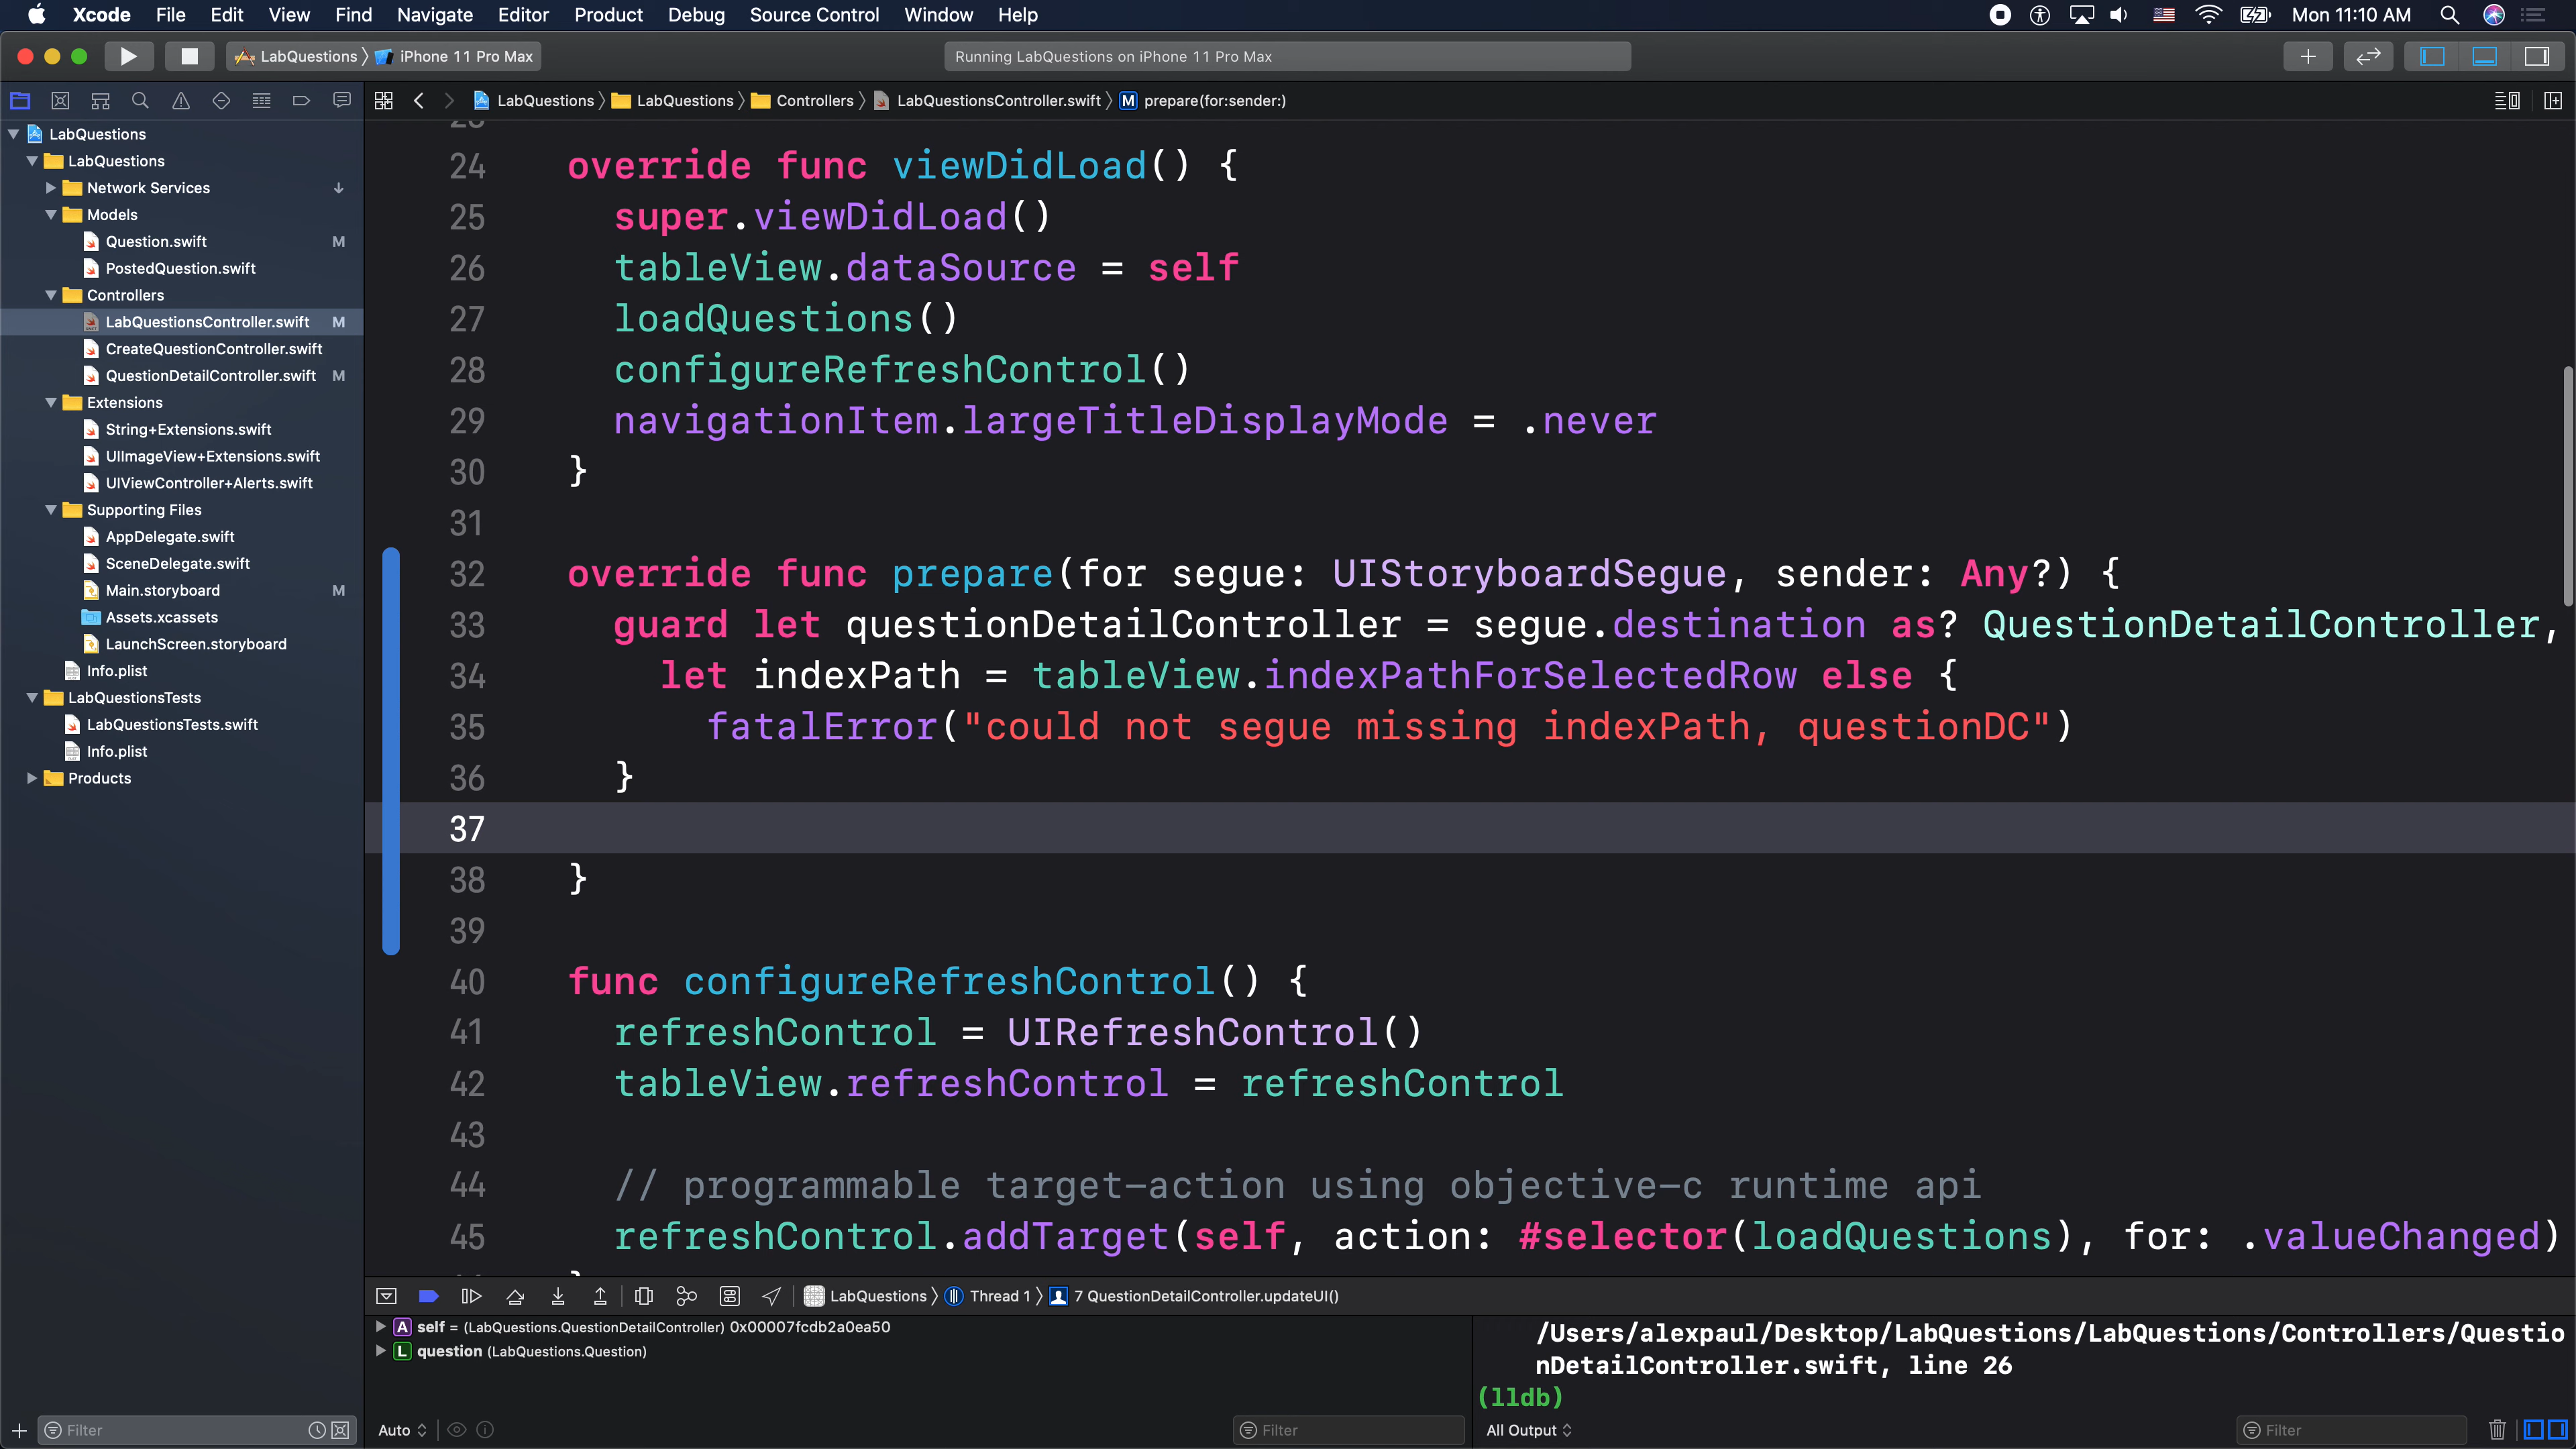 Xcode File Edit View Find Navigate Editor Product Debug Source Control Window Help Mon 11:10 AM
LabQuestions iPhone 11 Pro Max Running LabQuestions on iPhone 11 Pro Max
LabQuestions LabQuestions Controllers LabQuestionsController.swift M prepare(for:sender:)
LabQuestions
LabQuestions
Network Services
Models
Question.swift M
PostedQuestion.swift
Controllers
LabQuestionsController.swift M
CreateQuestionController.swift
QuestionDetailController.swift M
Extensions
String+Extensions.swift
UIImageView+Extensions.swift
UIViewController+Alerts.swift
Supporting Files
AppDelegate.swift
SceneDelegate.swift
Main.storyboard M
Assets.xcassets
LaunchScreen.storyboard
Info.plist
LabQuestionsTests
LabQuestionsTests.swift
Info.plist
Products
Filter
24 override func viewDidLoad() {
25 super.viewDidLoad()
26 tableView.dataSource = self
27 loadQuestions()
28 configureRefreshControl()
29 navigationItem.largeTitleDisplayMode = .never
30 }
31
32 override func prepare(for segue: UIStoryboardSegue, sender: Any?) {
33 guard let questionDetailController = segue.destination as? QuestionDetailController,
34 let indexPath = tableView.indexPathForSelectedRow else {
35 fatalError("could not segue missing indexPath, questionDC")
36 }
37
38 }
39
40 func configureRefreshControl() {
41 refreshControl = UIRefreshControl()
42 tableView.refreshControl = refreshControl
43
44 // programmable target-action using objective-c runtime api
45 refreshControl.addTarget(self, action: #selector(loadQuestions), for: .valueChanged)
LabQuestions Thread 1 7 QuestionDetailController.updateUI()
A self = (LabQuestions.QuestionDetailController) 0x00007fcdb2a0ea50
L question (LabQuestions.Question)
Auto Filter
/Users/alexpaul/Desktop/LabQuestions/LabQuestions/Controllers/Questio
nDetailController.swift, line 26
(lldb)
All Output Filter